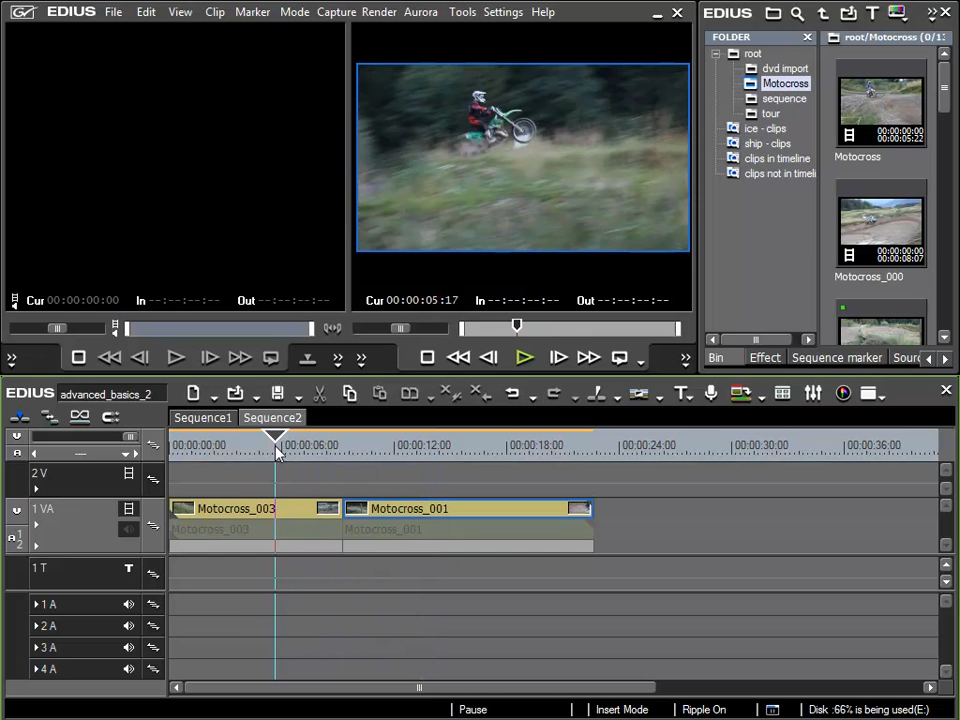 EDIUS File Edit View Clip Marker Mode Capture Render Aurora Tools Settings Help
EDIUS
FOLDER
root/Motocross (0/1
root
dvd import
Motocross
sequence
tour
ice - clips
ship - clips
clips in timeline
clips not in timeli
00:00:00:00
00:00:05:22
Motocross
00:00:00:00
00:00:08:07
Motocross_000
Cur 00:00:00:00 In --:--:--:-- Out --:--:--:--
Cur 00:00:05:17 In --:--:--:-- Out --:--:--:--
Bin Effect Sequence marker Sourc
EDIUS advanced_basics_2
Sequence1 Sequence2
00:00:00:00 00:00:06:00 00:00:12:00 00:00:18:00 00:00:24:00 00:00:30:00 00:00:36:00
2 V
1 VA Motocross_003 Motocross_001
Motocross_003 Motocross_001
1
2
1 T T
1 A
2 A
3 A
4 A
Pause Insert Mode Ripple On Disk :66% is being used(E:)